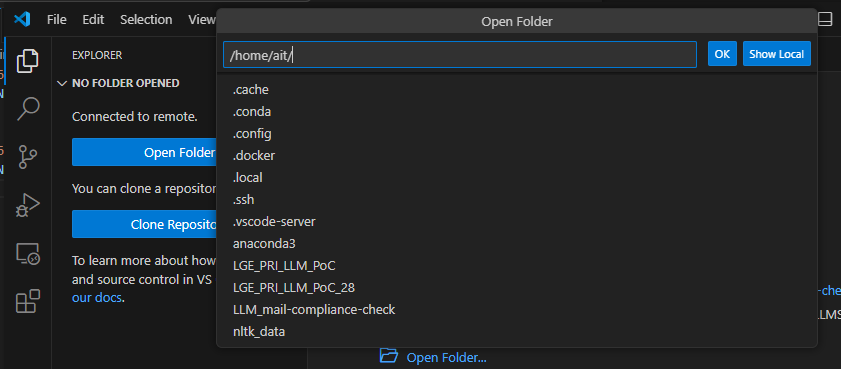 File Edit Selection View
Open Folder
/home/ait/
OK
Show Local
.cache
.conda
.config
.docker
.local
.ssh
.vscode-server
anaconda3
LGE_PRI_LLM_PoC
LGE_PRI_LLM_PoC_28
LLM_mail-compliance-check
nltk_data
EXPLORER
NO FOLDER OPENED
Connected to remote.
Open Folder
You can clone a repositor
Clone Reposito
To learn more about how
and source control in VS
our docs.
Open Folder...
-che
LLMS